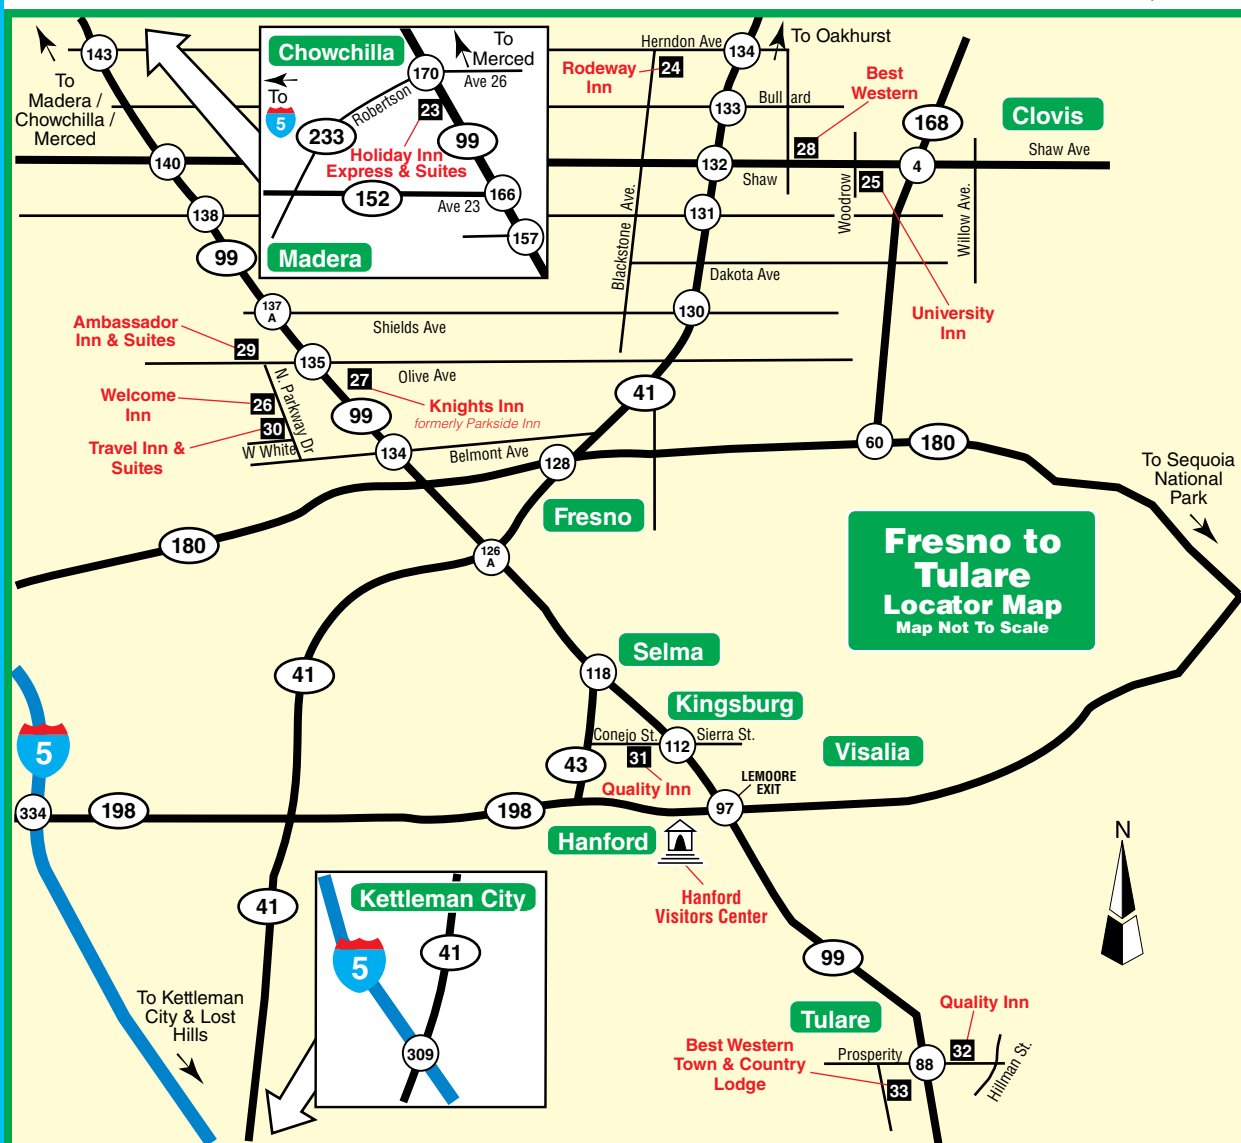 143
To
Madera /
Chowchilla /
Merced
Chowchilla
To
Merced
170
Ave 26
To
5
Robertson
23
233
99
Holiday Inn
Express & Suites
152
166
Ave 23
157
Madera
Herndon Ave
134
To Oakhurst
Rodeway
Inn
24
Best
Western
Bullard
133
168
Clovis
140
132
28
4
Shaw Ave
Shaw
25
Woodrow
Willow Ave.
138
131
Blackstone Ave.
99
Dakota Ave
137
A
130
University
Inn
Ambassador
Inn & Suites
Shields Ave
29
135
27
Olive Ave
41
N. Parkway Dr
Welcome
Inn
26
99
Knights Inn
formerly Parkside Inn
30
Travel Inn &
Suites
W White
134
Belmont Ave
128
60
180
To Sequoia
National
Park
Fresno
180
126
A
Fresno to
Tulare
Locator Map
Map Not To Scale
Selma
118
41
Kingsburg
Conejo St.
112
Sierra St.
5
43
31
Visalia
Quality Inn
LEMOORE
EXIT
334
198
198
97
Hanford
Hanford
Visitors Center
N
41
Kettleman City
5
41
309
99
To Kettleman
City & Lost
Hills
Tulare
Quality Inn
Best Western
Town & Country
Lodge
Prosperity
88
32
Hillman St.
33